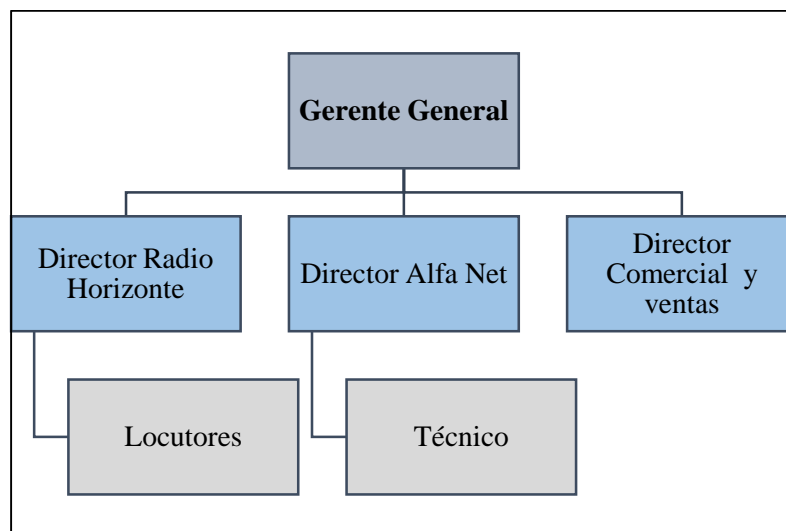 Gerente General
Director Radio
Horizonte
Director Alfa Net
Director
Comercial y
ventas
Locutores
Técnico